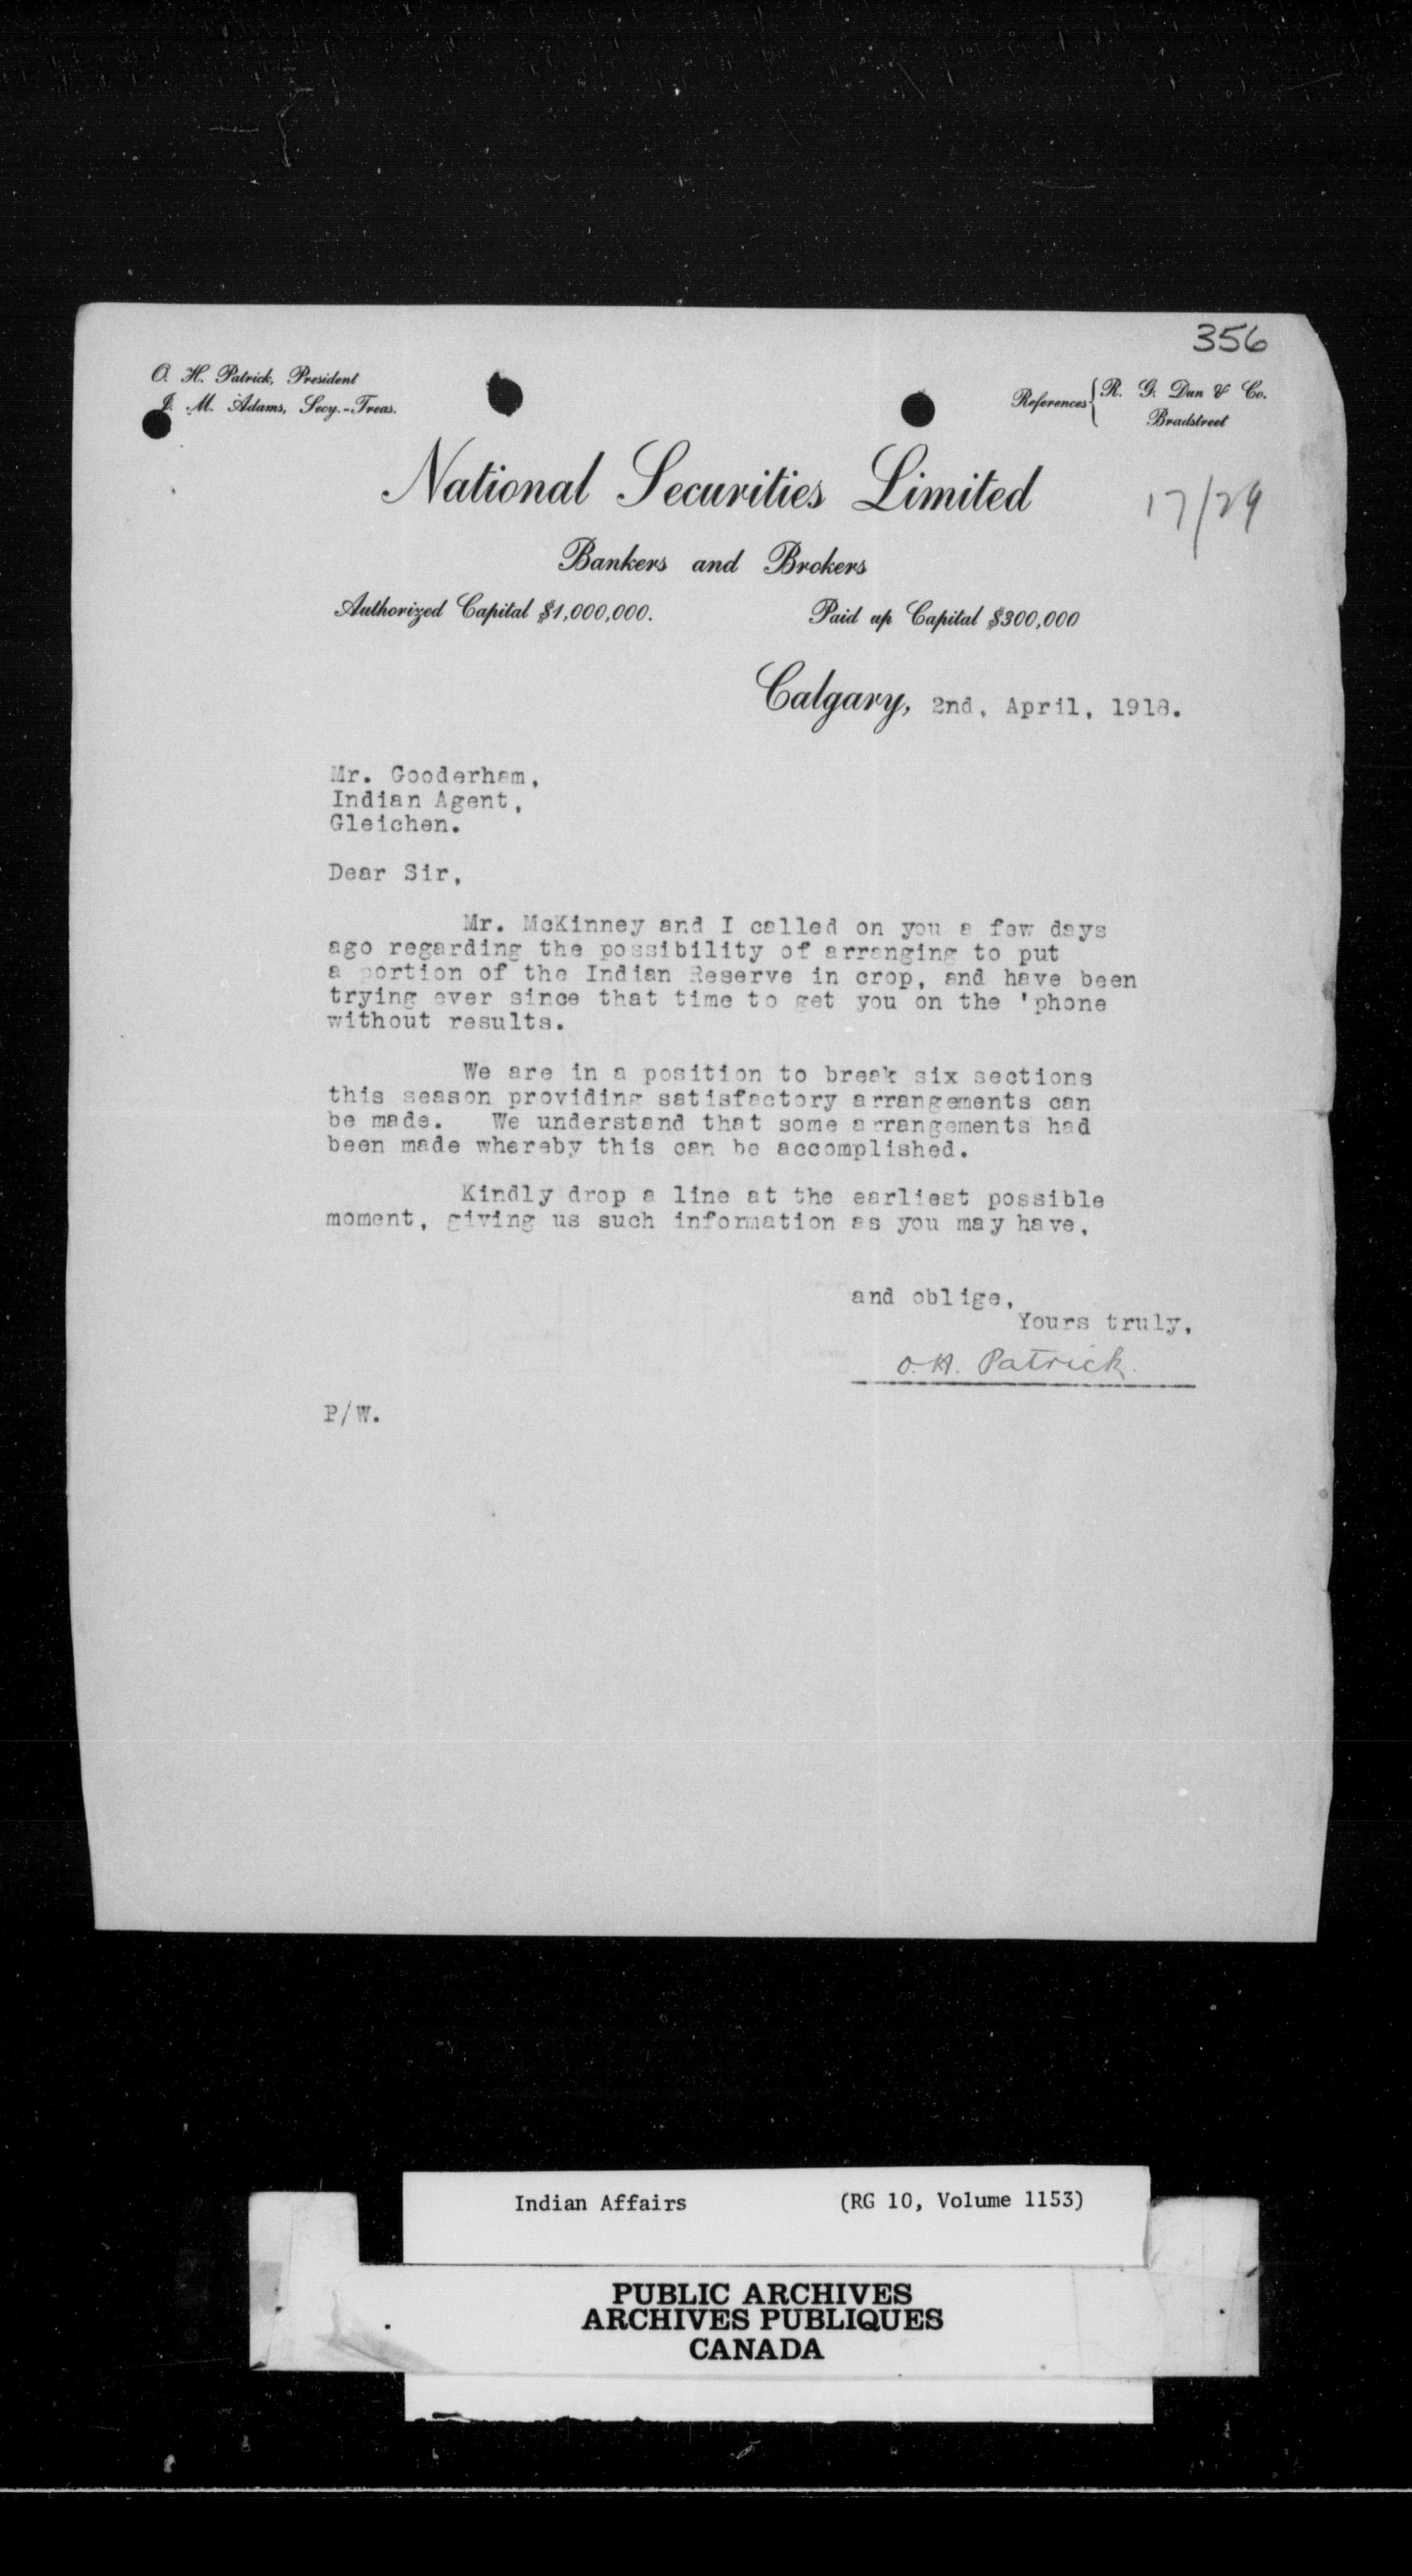 356
O. H. Patrick, President
J. M. Adams, Secy.-Treas.
References { R. G. Dun & Co.
Bradstreet
National Securities Limited
17/29
Bankers and Brokers
Authorized Capital $1,000,000. Paid up Capital $300,000
Calgary, 2nd, April, 1918.
Mr. Gooderham,
Indian Agent,
Gleichen.
Dear Sir,
Mr. McKinney and I called on you a few days
ago regarding the possibility of arranging to put
a portion of the Indian Reserve in crop, and have been
trying ever since that time to get you on the 'phone
without results.
We are in a position to break six sections
this season providing satisfactory arrangements can
be made. We understand that some arrangements had
been made whereby this can be accomplished.
Kindly drop a line at the earliest possible
moment, giving us such information as you may have,
and oblige,
Yours truly,
O. H. Patrick.
P/W.
Indian Affairs (RG 10, Volume 1153)
PUBLIC ARCHIVES
ARCHIVES PUBLIQUES
CANADA